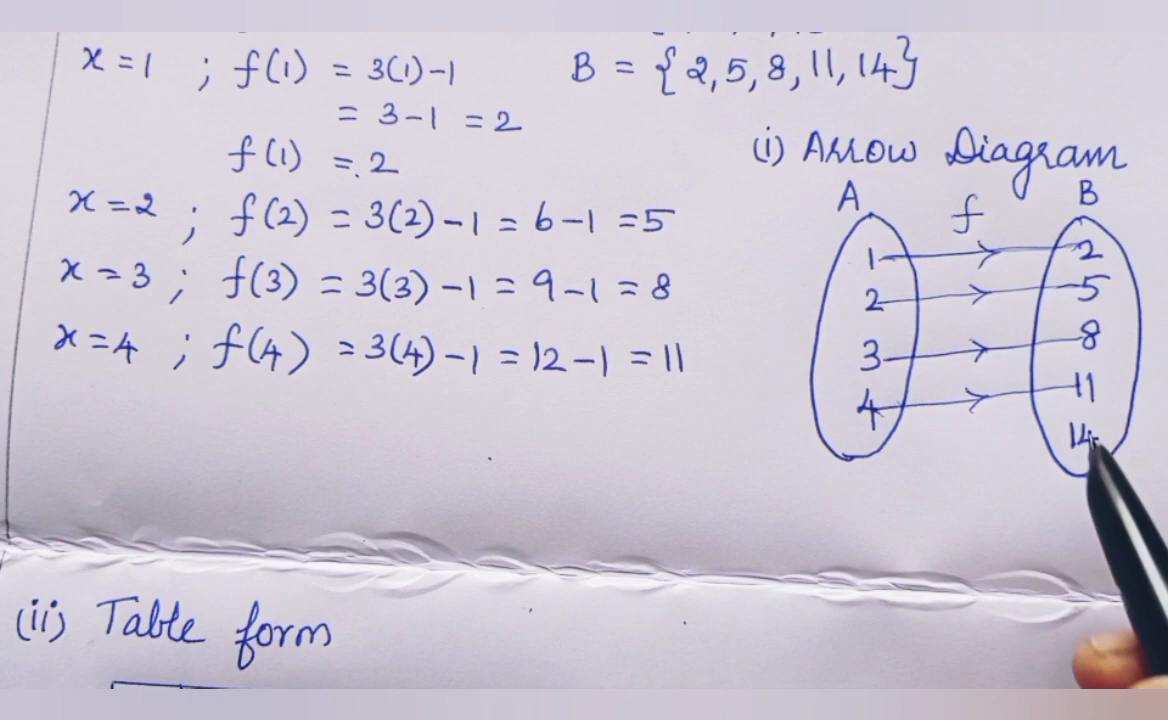 x = 1 ; f(1) = 3(1)-1
= 3-1 = 2
f(1) = 2
x = 2 ; f(2) = 3(2)-1 = 6-1 = 5
x = 3 ; f(3) = 3(3)-1 = 9-1 = 8
x = 4 ; f(4) = 3(4)-1 = 12-1 = 11
B = {2,5,8,11,14}
(i) Arrow Diagram
A f B
1 2
2 5
3 8
4 11
14
(ii) Table form